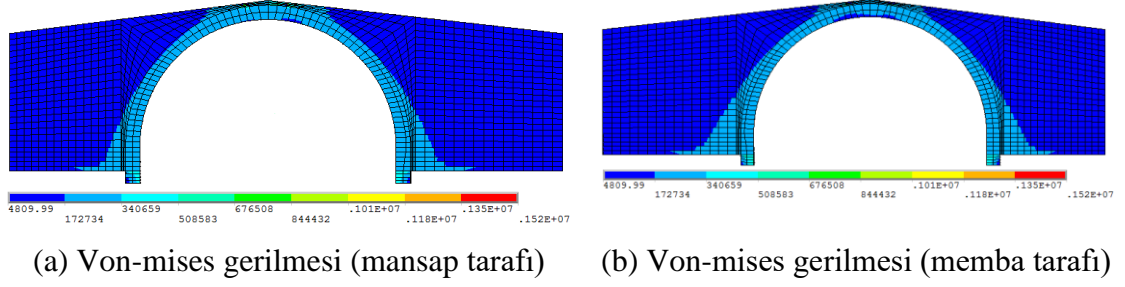 4809.99 340659 676508 .101E+07 .135E+07
172734 508583 844432 .118E+07 .152E+07
4809.99 340659 676508 .101E+07 .135E+07
172734 508583 844432 .118E+07 .152E+07
(a) Von-mises gerilmesi (mansap tarafı)
(b) Von-mises gerilmesi (memba tarafı)